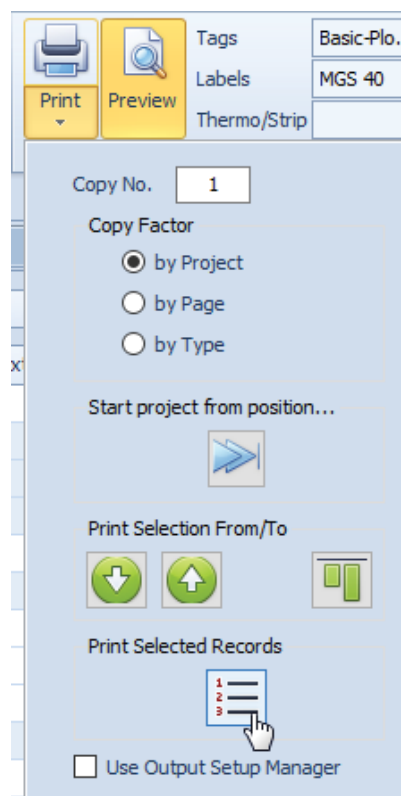 Tags Basic-Plo.
Labels MGS 40
Print Preview
Thermo/Strip
Copy No. 1
Copy Factor
by Project
by Page
by Type
Start project from position...
Print Selection From/To
Print Selected Records
1
2
3
Use Output Setup Manager